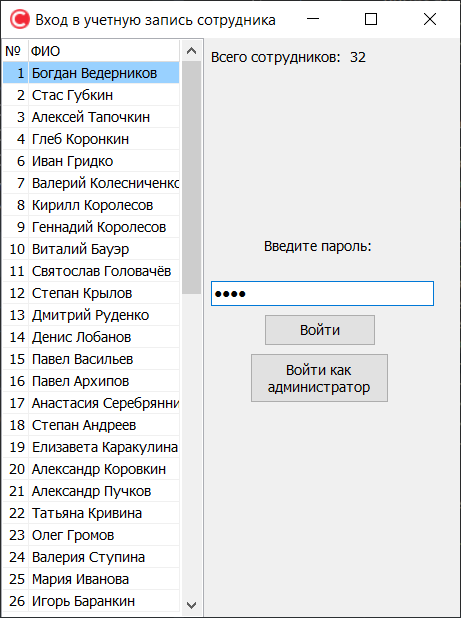 Вход в учетную запись сотрудника
№ ФИО
1 Богдан Ведерников
2 Стас Губкин
3 Алексей Тапочкин
4 Глеб Коронкин
6 Иван Гридко
7 Валерий Колесниченко
8 Кирилл Королесов
9 Геннадий Королесов
10 Виталий Бауэр
11 Святослав Головачёв
12 Степан Крылов
13 Дмитрий Руденко
14 Денис Лобанов
15 Павел Васильев
16 Павел Архипов
17 Анастасия Серебрянни
18 Степан Андреев
19 Елизавета Каракулина
20 Александр Коровкин
21 Александр Пучков
22 Татьяна Кривина
23 Олег Громов
24 Валерия Ступина
25 Мария Иванова
26 Игорь Баранкин
Всего сотрудников: 32
Введите пароль:
Войти
Войти как
администратор